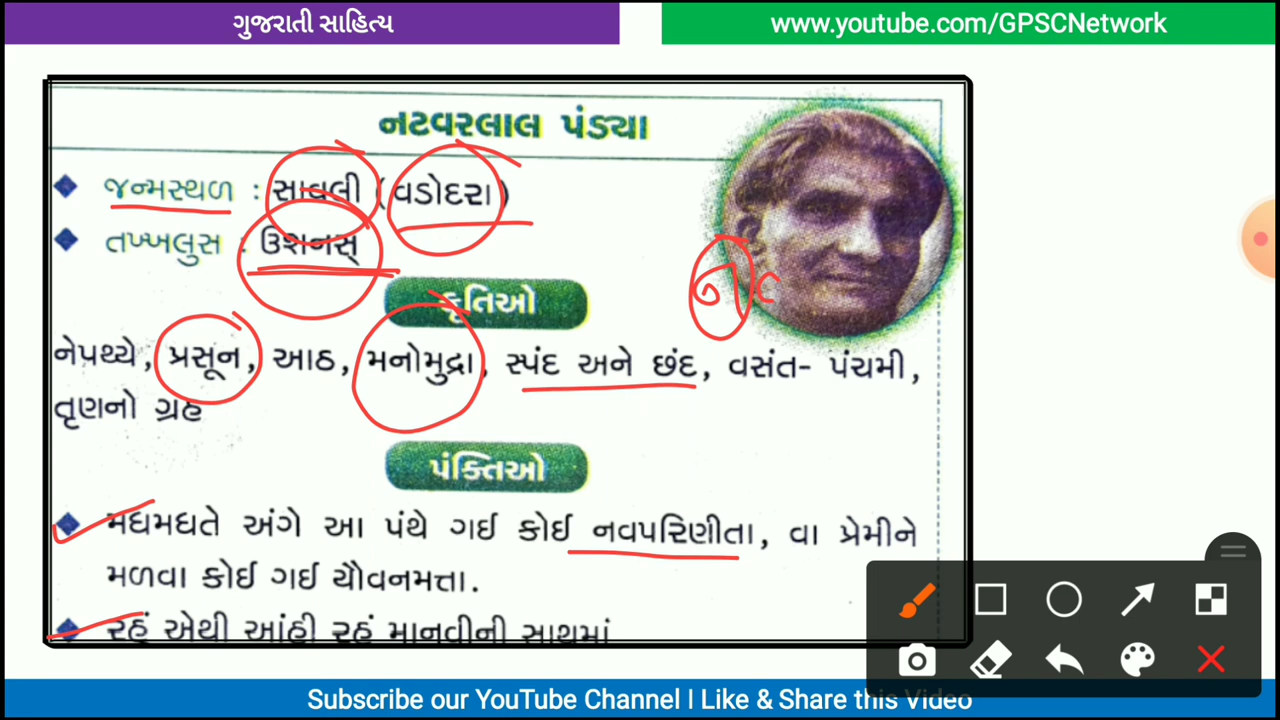 ગુજરાતી સાહિત્ય
www.youtube.com/GPSCNetwork
નટવરલાલ પંડ્યા
જન્મસ્થળ : સાવલી (વડોદરા)
તખ્ખલુસ : ઉશનસ્
કૃતિઓ
નેપથ્યે, પ્રસૂન, આઠ, મનોમુદ્રા, સ્પંદ અને છંદ, વસંત- પંચમી,
તૃણનો ગ્રહ
પંક્તિઓ
મઘમઘતે અંગે આ પંથે ગઈ કોઈ નવપરિણીતા, વા પ્રેમીને
મળવા કોઈ ગઈ યૌવનમત્તા.
રહું એથી આંહી રહું માનવીની સાથમાં
Subscribe our YouTube Channel I Like & Share this Video